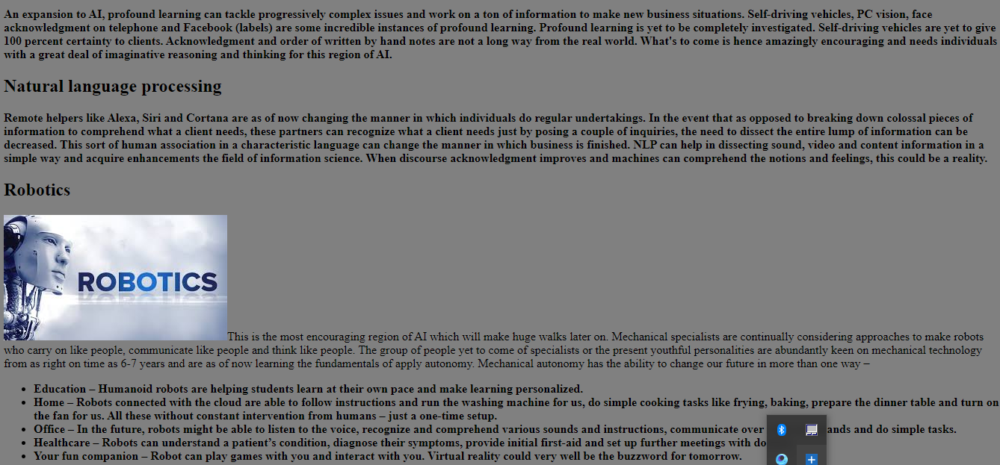 An expansion to AI, profound learning can tackle progressively complex issues and work on a ton of information to make new business situations. Self-driving vehicles, PC vision, face
acknowledgment on telephone and Facebook (labels) are some incredible instances of profound learning. Profound learning is yet to be completely investigated. Self-driving vehicles are yet to give
100 percent certainty to clients. Acknowledgment and order of written by hand notes are not a long way from the real world. What's to come is hence amazingly encouraging and needs individuals
with a great deal of imaginative reasoning and thinking for this region of AI.
Natural language processing
Remote helpers like Alexa, Siri and Cortana are as of now changing the manner in which individuals do regular undertakings. In the event that as opposed to breaking down colossal pieces of
information to comprehend what a client needs, these partners can recognize what a client needs just by posing a couple of inquiries, the need to dissect the entire lump of information can be
decreased. This sort of human association in a characteristic language can change the manner in which business is finished. NLP can help in dissecting sound, video and content information in a
simple way and acquire enhancements the field of information science. When discourse acknowledgment improves and machines can comprehend the notions and feelings, this could be a reality.
Robotics
ROBOTICS
This is the most encouraging region of AI which will make huge walks later on. Mechanical specialists are continually considering approaches to make robots
who carry on like people, communicate like people and think like people. The group of people yet to come of specialists or the present youthful personalities are abundantly keen on mechanical technology
from as right on time as 6-7 years and are as of now learning the fundamentals of apply autonomy. Mechanical autonomy has the ability to change our future in more than one way –
• Education – Humanoid robots are helping students learn at their own pace and make learning personalized.
• Home – Robots connected with the cloud are able to follow instructions and run the washing machine for us, do simple cooking tasks like frying, baking, prepare the dinner table and turn on
the fan for us. All these without constant intervention from humans – just a one-time setup.
• Office – In the future, robots might be able to listen to the voice, recognize and comprehend various sounds and instructions, communicate over ands and do simple tasks.
• Healthcare – Robots can understand a patient’s condition, diagnose their symptoms, provide initial first-aid and set up further meetings with do
• Your fun companion – Robot can play games with you and interact with you. Virtual reality could very well be the buzzword for tomorrow.